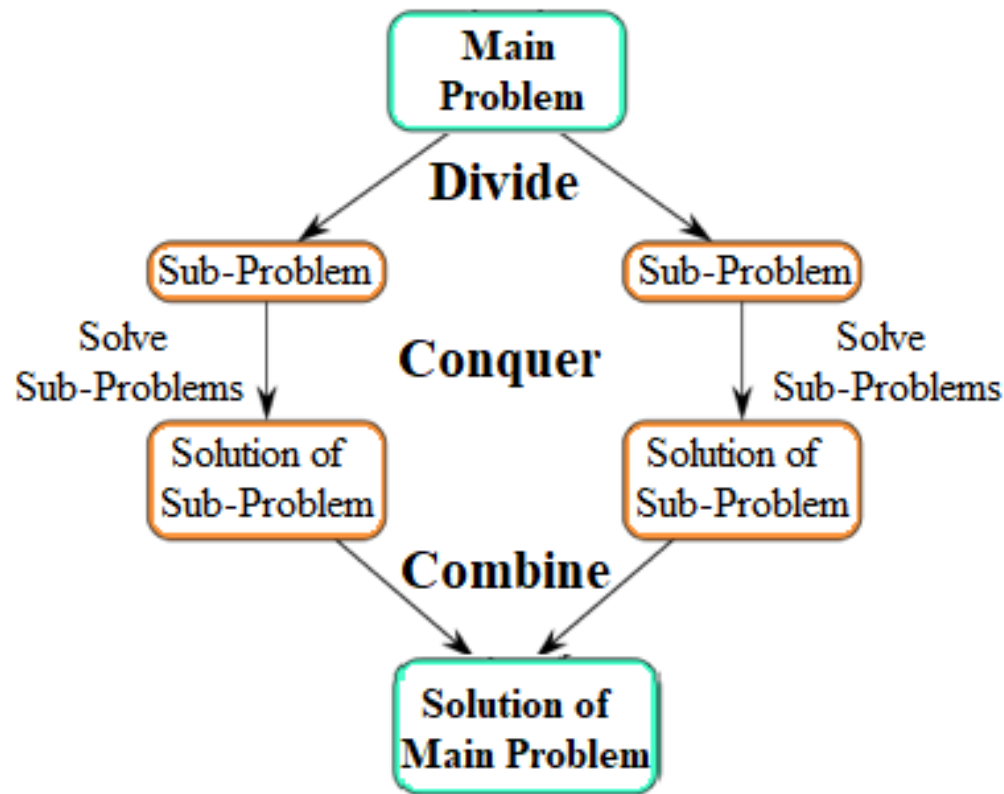 Main
Problem
Divide
Sub-Problem
Sub-Problem
Solve
Sub-Problems
Conquer
Solve
Sub-Problems
Solution of
Sub-Problem
Solution of
Sub-Problem
Combine
Solution of
Main Problem